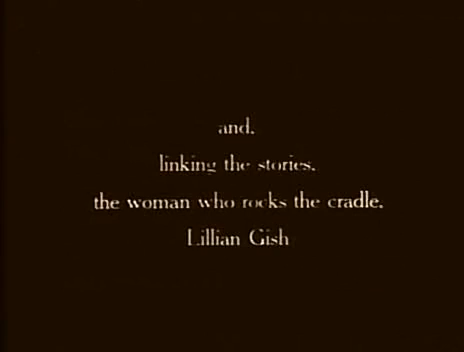 and,
linking the stories,
the woman who rocks the cradle,
Lillian Gish